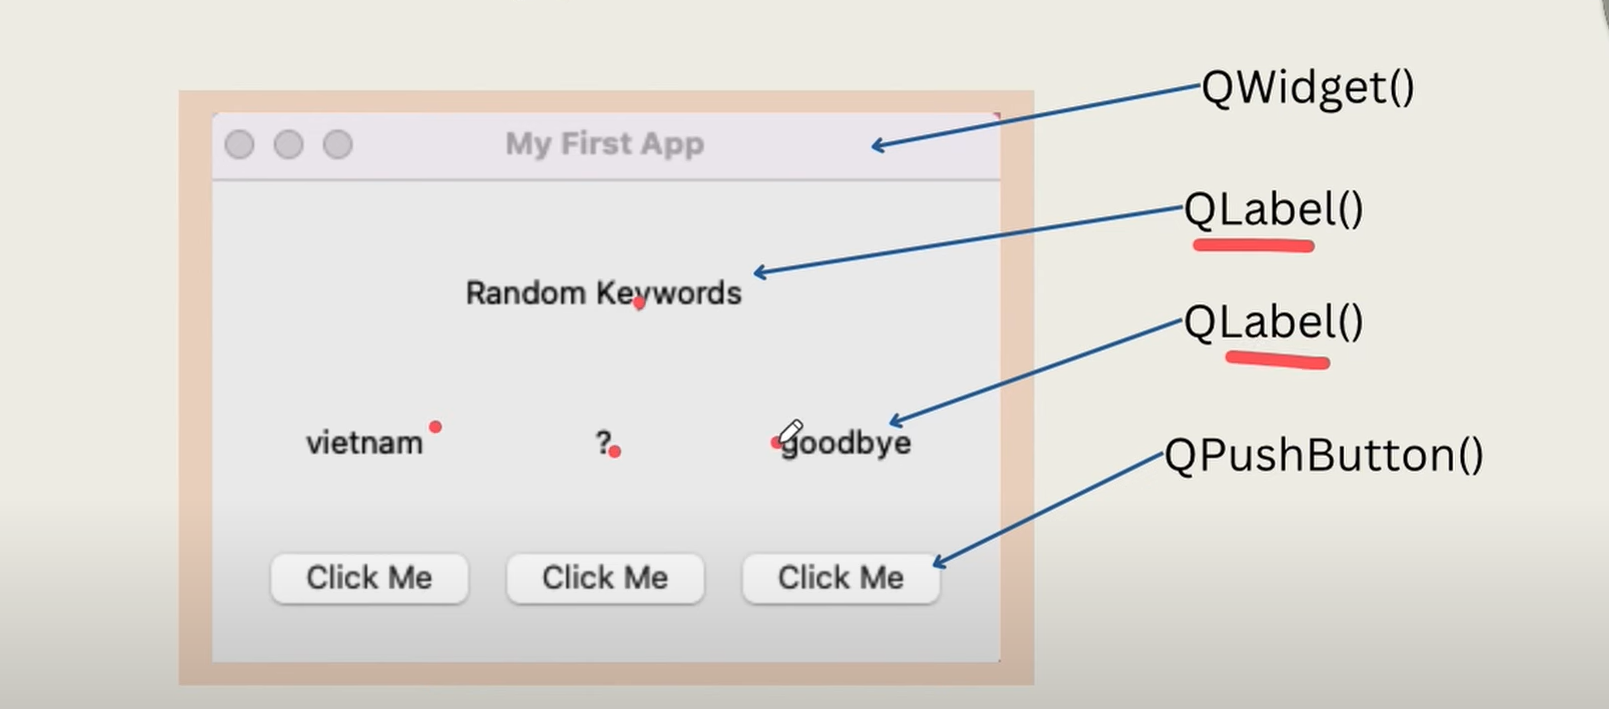 QWidget()
My First App
QLabel()
Random Keywords
QLabel()
vietnam ? goodbye
QPushButton()
Click Me Click Me Click Me